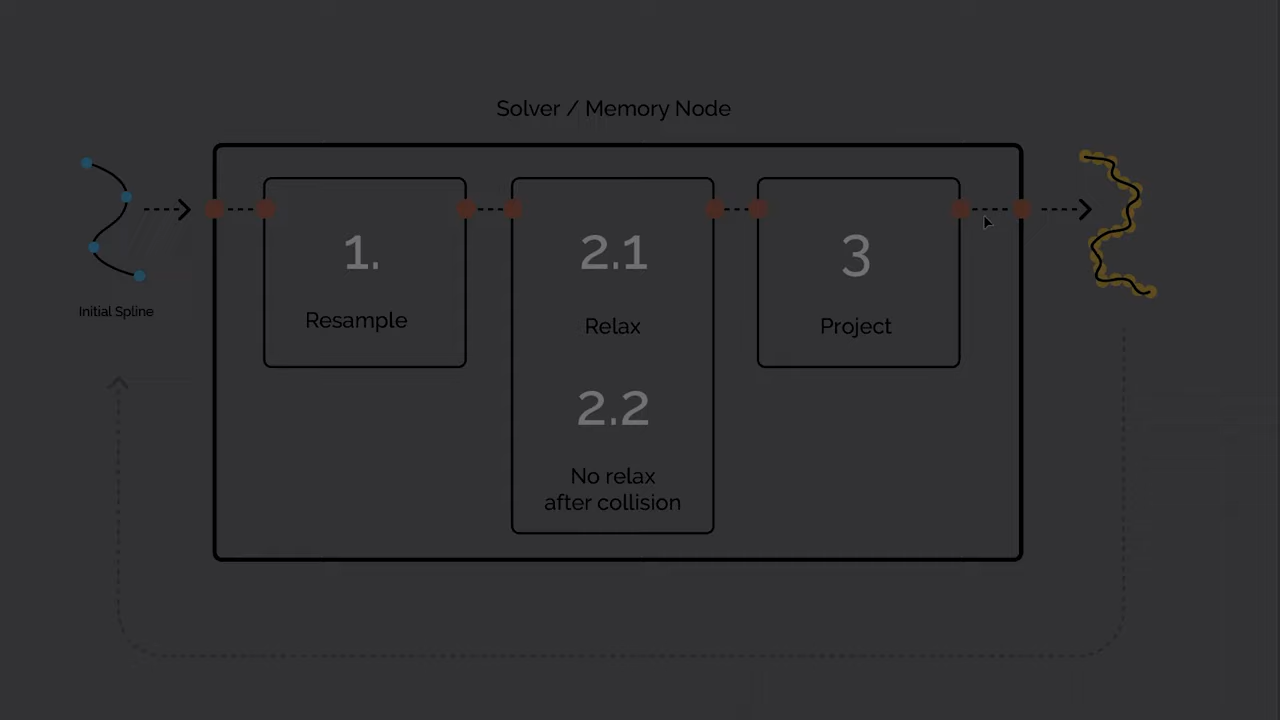 Solver / Memory Node
Initial Spline
1.
Resample
2.1
Relax
2.2
No relax
after collision
3
Project